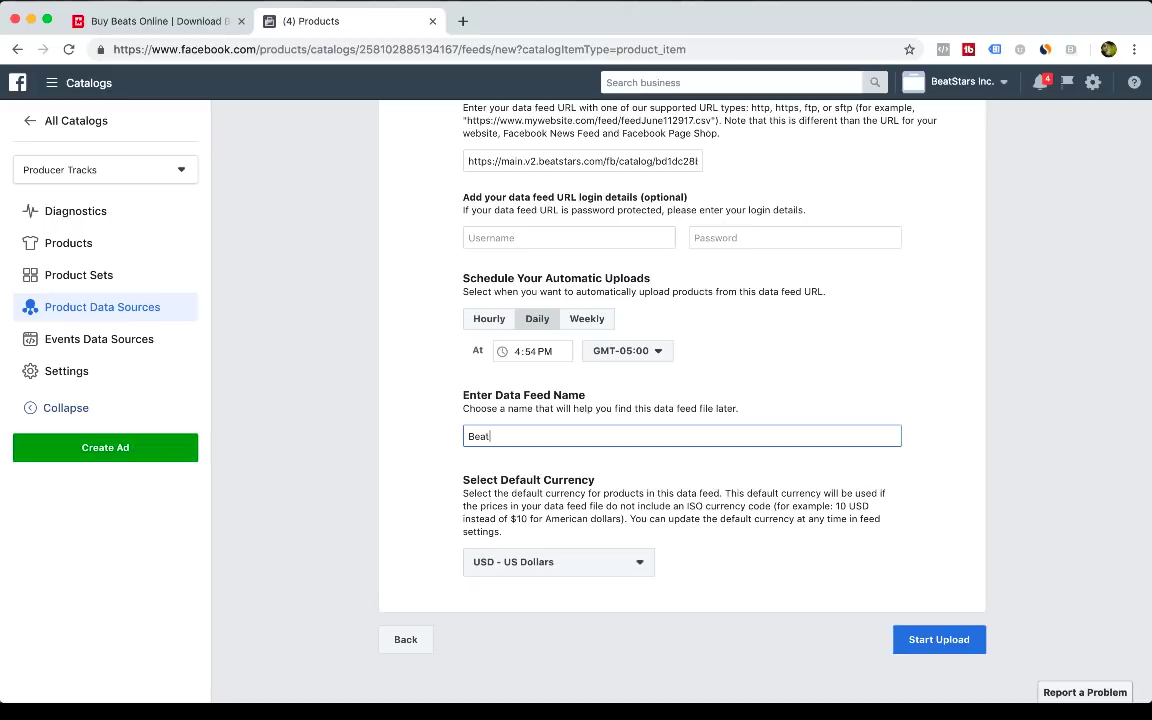 Buy Beats Online | Download B
(4) Products
https://www.facebook.com/products/catalogs/258102885134167/feeds/new?catalogItemType=product_item
Catalogs
Search business
BeatStars Inc.
4
All Catalogs
Producer Tracks
Diagnostics
Products
Product Sets
Product Data Sources
Events Data Sources
Settings
Collapse
Create Ad
Enter your data feed URL with one of our supported URL types: http, https, ftp, or sftp (for example,
"https://www.mywebsite.com/feed/feedJune112917.csv"). Note that this is different than the URL for your
website, Facebook News Feed and Facebook Page Shop.
https://main.v2.beatstars.com/fb/catalog/bd1dc28
Add your data feed URL login details (optional)
If your data feed URL is password protected, please enter your login details.
Username
Password
Schedule Your Automatic Uploads
Select when you want to automatically upload products from this data feed URL.
Hourly
Daily
Weekly
At
4:54 PM
GMT-05:00
Enter Data Feed Name
Choose a name that will help you find this data feed file later.
Beat
Select Default Currency
Select the default currency for products in this data feed. This default currency will be used if
the prices in your data feed file do not include an ISO currency code (for example: 10 USD
instead of $10 for American dollars). You can update the default currency at any time in feed
settings.
USD - US Dollars
Back
Start Upload
Report a Problem